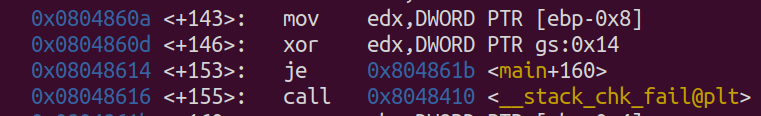 0x0804860a <+143>: mov edx,DWORD PTR [ebp-0x8]
0x0804860d <+146>: xor edx,DWORD PTR gs:0x14
0x08048614 <+153>: je 0x804861b <main+160>
0x08048616 <+155>: call 0x8048410 <__stack_chk_fail@plt>